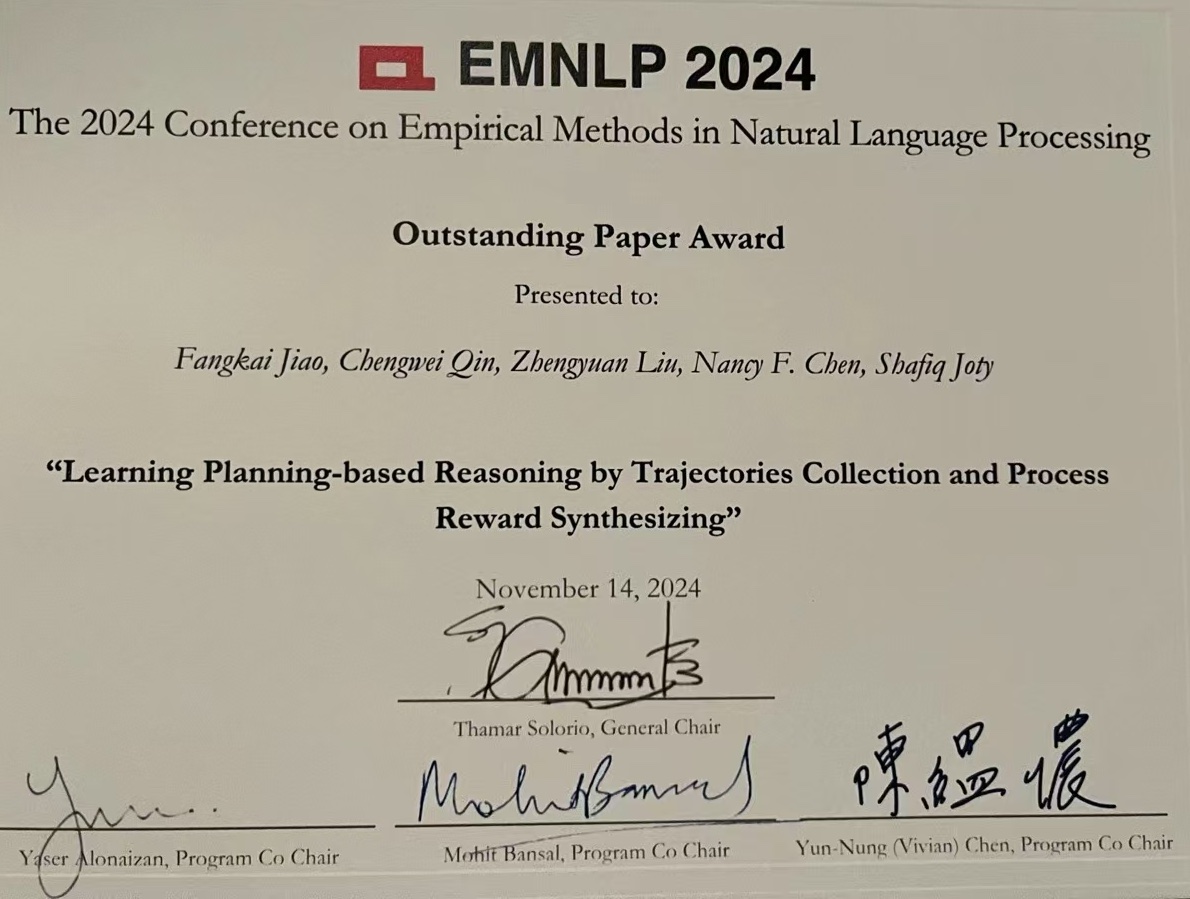 EMNLP 2024
The 2024 Conference on Empirical Methods in Natural Language Processing
Outstanding Paper Award
Presented to:
Fangkai Jiao, Chengwei Qin, Zhengyuan Liu, Nancy F. Chen, Shafiq Joty
“Learning Planning-based Reasoning by Trajectories Collection and Process
Reward Synthesizing”
November 14, 2024
Thamar Solorio, General Chair
Mohit Bansal
陳縕儂
Yaser Alonaizan, Program Co Chair
Mohit Bansal, Program Co Chair
Yun-Nung (Vivian) Chen, Program Co Chair